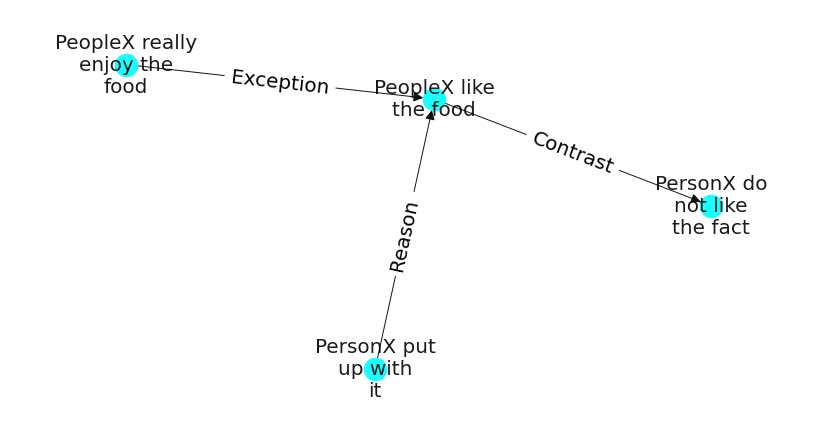 PeopleX really
enjoy the
food
Exception
PeopleX like
the food
Contrast
PersonX do
not like
the fact
Reason
PersonX put
up with
it